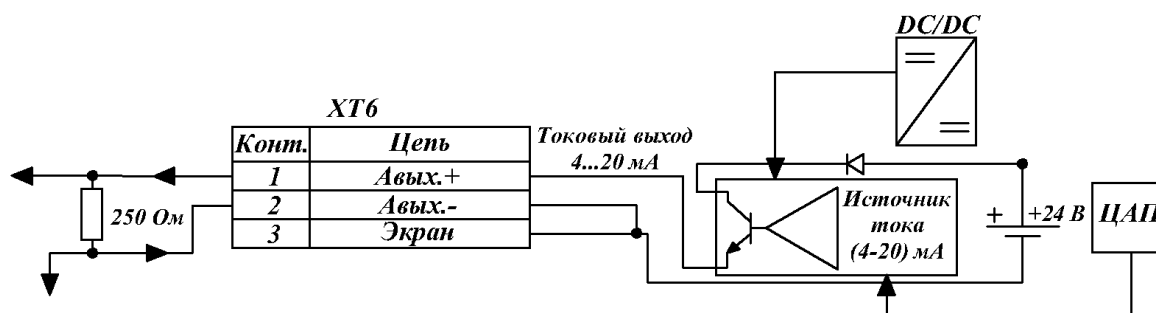 DC/DC
XT6
Токовый выход
4...20 мА
Конт. Цепь
1 Авых.+
2 Авых.-
3 Экран
250 Ом
Источник
тока
(4-20) мА
+
+24 В
ЦАП